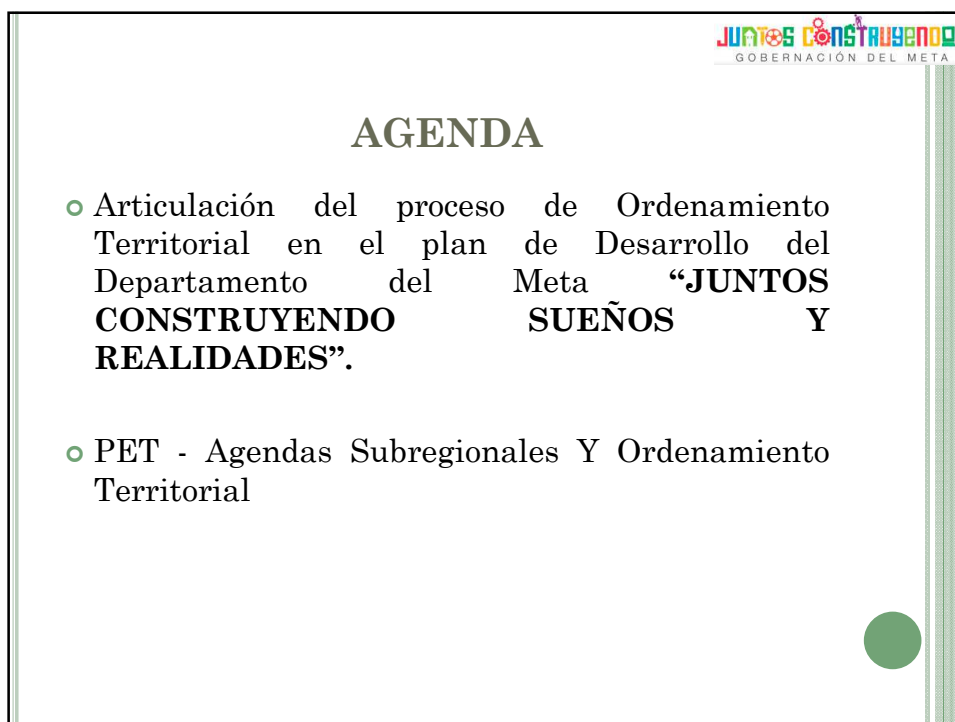 JUNTOS CONSTRUYENDO
GOBERNACIÓN DEL META
AGENDA
Articulación del proceso de Ordenamiento
Territorial en el plan de Desarrollo del
Departamento del Meta “JUNTOS
CONSTRUYENDO SUEÑOS Y
REALIDADES”.
PET - Agendas Subregionales Y Ordenamiento
Territorial